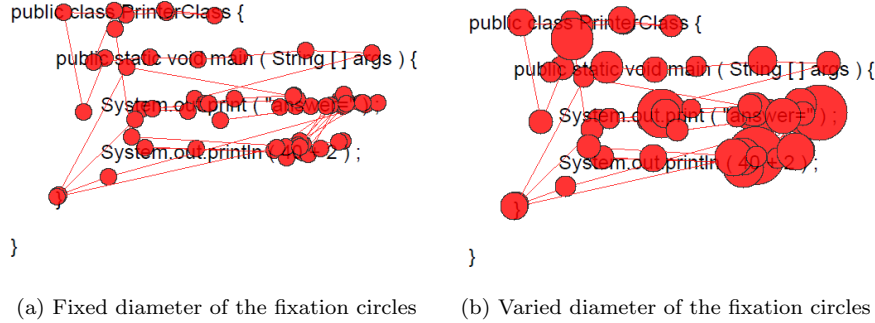 public class PrinterClass {
public static void main ( String [ ] args ) {
System.out.print ( "answer=" ) ;
System.out.println ( 40 + 2 ) ;
}
}
(a) Fixed diameter of the fixation circles
public class PrinterClass {
public static void main ( String [ ] args ) {
System.out.print ( "answer=" ) ;
System.out.println ( 40 + 2 ) ;
}
}
(b) Varied diameter of the fixation circles